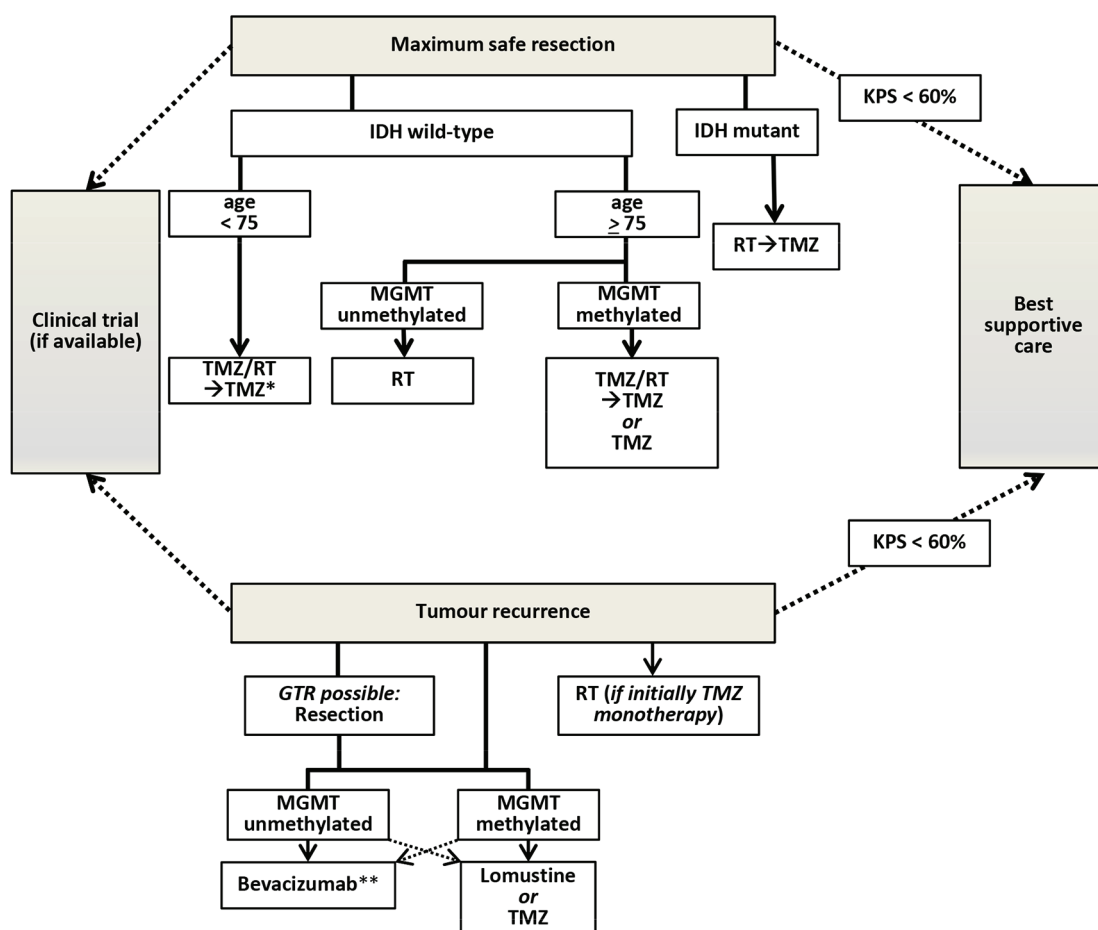 Maximum safe resection
KPS < 60%
IDH wild-type
IDH mutant
age
< 75
age
≥ 75
RT→TMZ
MGMT
unmethylated
MGMT
methylated
Clinical trial
(if available)
Best
supportive
care
TMZ/RT
→TMZ*
RT
TMZ/RT
→TMZ
or
TMZ
KPS < 60%
Tumour recurrence
GTR possible:
Resection
RT (if initially TMZ
monotherapy)
MGMT
unmethylated
MGMT
methylated
Bevacizumab**
Lomustine
or
TMZ